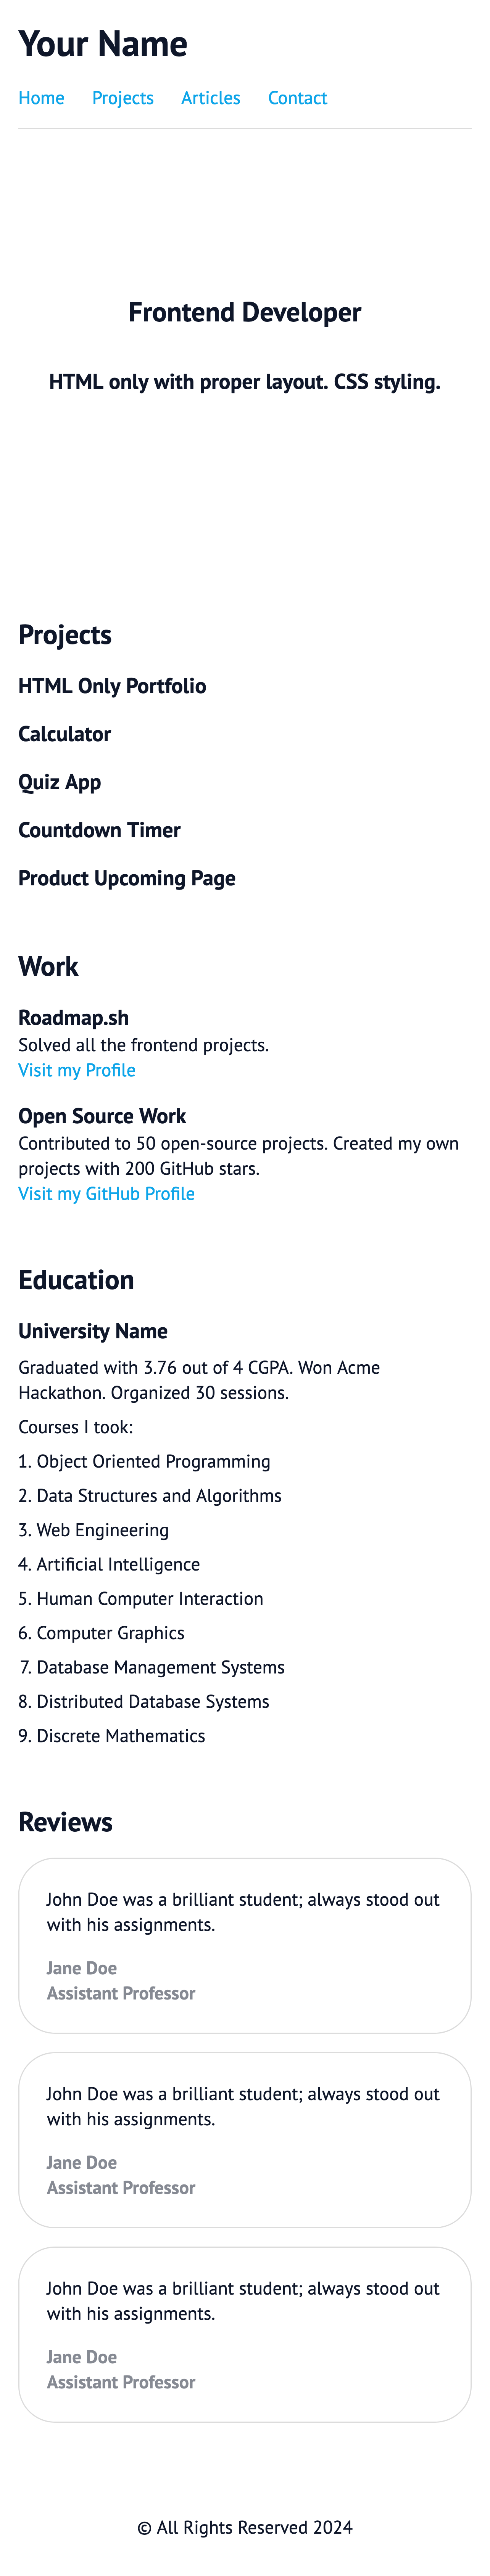 Your Name
Home Projects Articles Contact
Frontend Developer
HTML only with proper layout. CSS styling.
Projects
HTML Only Portfolio
Calculator
Quiz App
Countdown Timer
Product Upcoming Page
Work
Roadmap.sh
Solved all the frontend projects.
Visit my Profile
Open Source Work
Contributed to 50 open-source projects. Created my own
projects with 200 GitHub stars.
Visit my GitHub Profile
Education
University Name
Graduated with 3.76 out of 4 CGPA. Won Acme
Hackathon. Organized 30 sessions.
Courses I took:
1. Object Oriented Programming
2. Data Structures and Algorithms
3. Web Engineering
4. Artificial Intelligence
5. Human Computer Interaction
6. Computer Graphics
7. Database Management Systems
8. Distributed Database Systems
9. Discrete Mathematics
Reviews
John Doe was a brilliant student; always stood out
with his assignments.
Jane Doe
Assistant Professor
John Doe was a brilliant student; always stood out
with his assignments.
Jane Doe
Assistant Professor
John Doe was a brilliant student; always stood out
with his assignments.
Jane Doe
Assistant Professor
© All Rights Reserved 2024